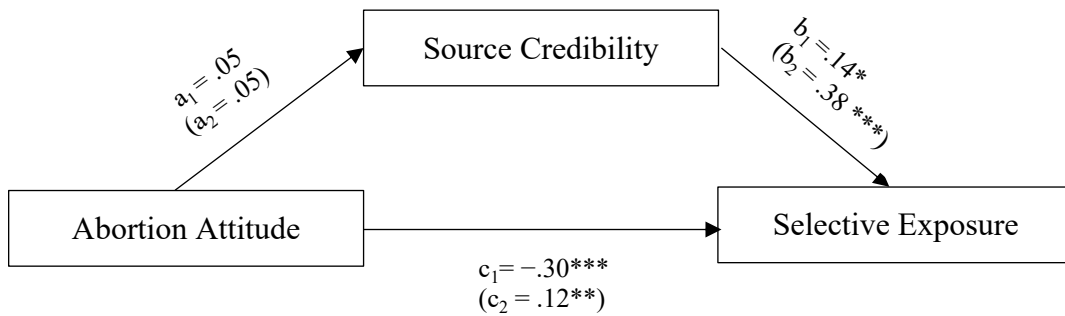 Source Credibility
a₁ = .05
(a₂ = .05)
b₁ =.14*
(b₂ = .38 ***)
Abortion Attitude
Selective Exposure
c₁= −.30***
(c₂ = .12**)